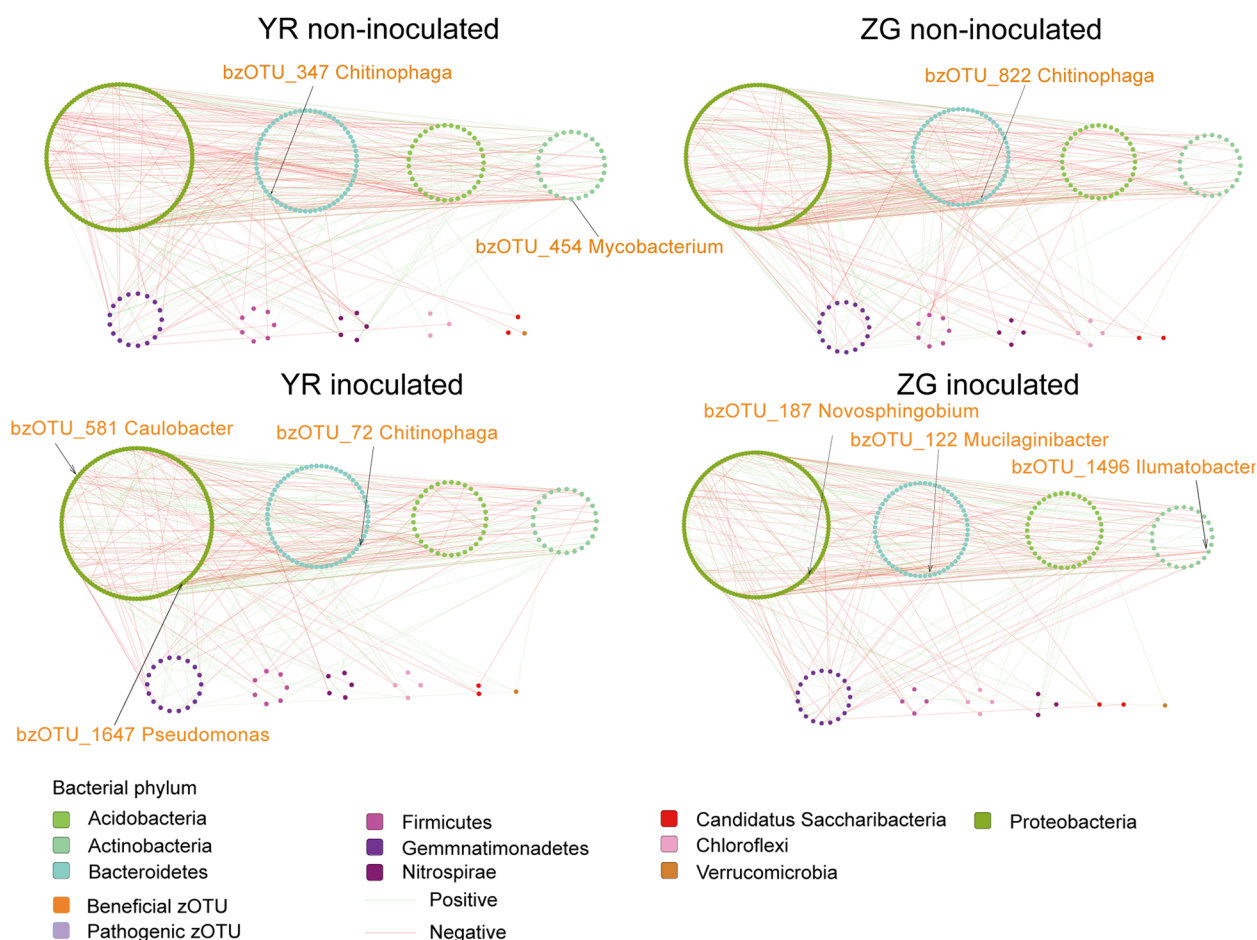 YR non-inoculated
ZG non-inoculated
bzOTU_347 Chitinophaga
bzOTU_822 Chitinophaga
bzOTU_454 Mycobacterium
YR inoculated
ZG inoculated
bzOTU_581 Caulobacter
bzOTU_72 Chitinophaga
bzOTU_187 Novosphingobium
bzOTU_122 Mucilaginibacter
bzOTU_1496 Ilumatobacter
bzOTU_1647 Pseudomonas
Bacterial phylum
Acidobacteria
Actinobacteria
Bacteroidetes
Beneficial zOTU
Pathogenic zOTU
Firmicutes
Gemmnatimonadetes
Nitrospirae
Positive
Negative
Candidatus Saccharibacteria
Chloroflexi
Verrucomicrobia
Proteobacteria